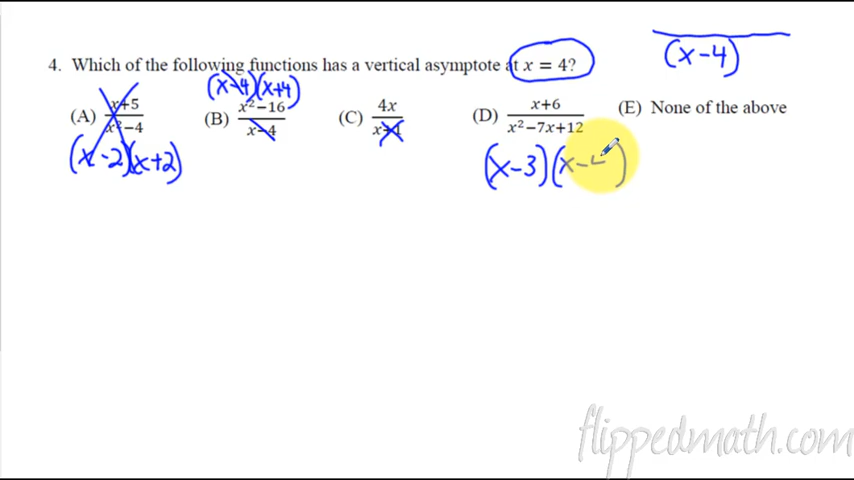 (x-4)
4. Which of the following functions has a vertical asymptote at x = 4?
(x-4)(x+4)
(A) x+5 / x²−4 (B) x²−16 / x−4 (C) 4x / x+4 (D) x+6 / x²−7x+12 (E) None of the above
(x-2)(x+2) (x-3)(x-4)
flippedmath.com